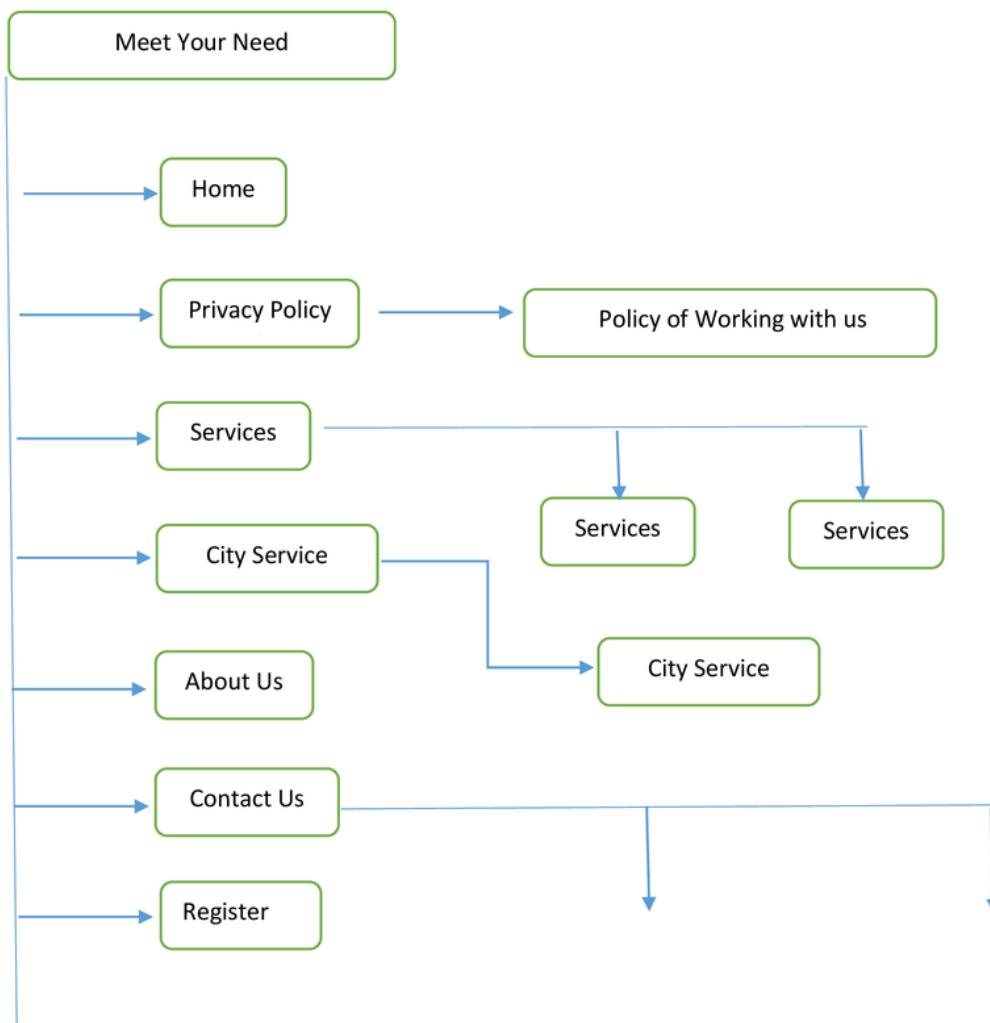 Meet Your Need
Home
Privacy Policy
Policy of Working with us
Services
Services
Services
City Service
City Service
About Us
Contact Us
Register